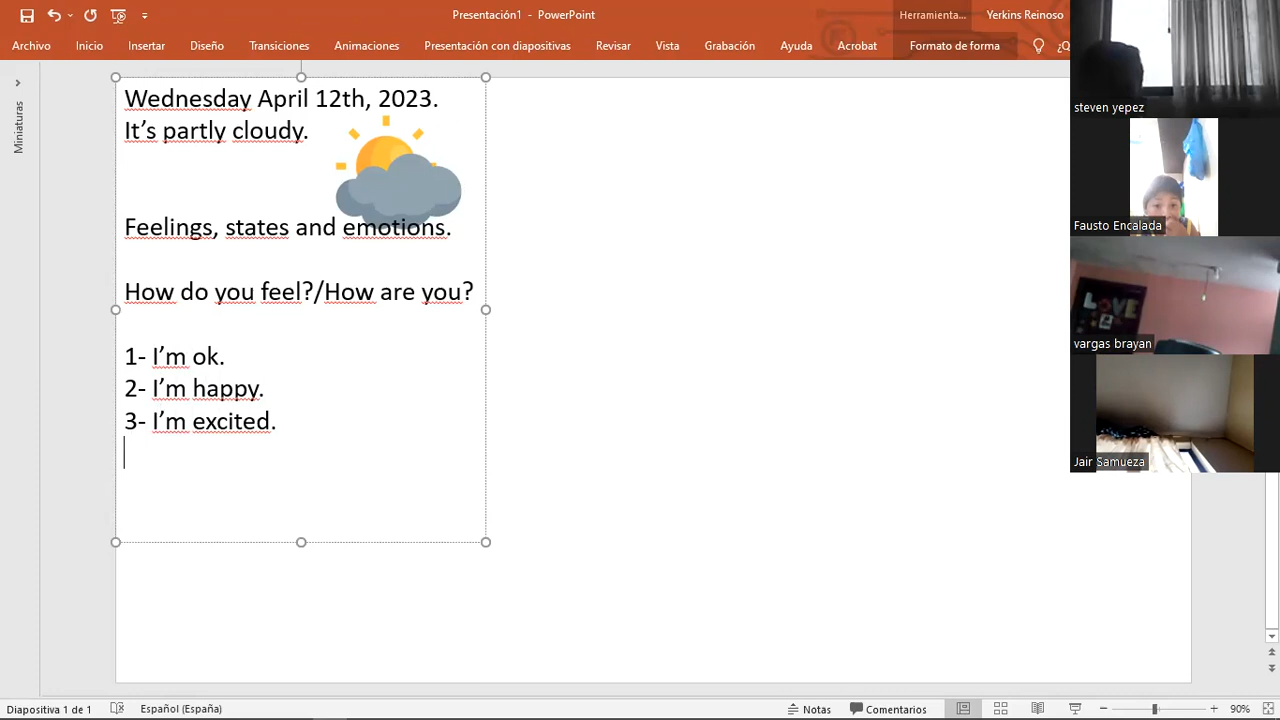 Presentación1 - PowerPoint
Herramienta...
Yerkins Reinoso
Archivo
Inicio
Insertar
Diseño
Transiciones
Animaciones
Presentación con diapositivas
Revisar
Vista
Grabación
Ayuda
Acrobat
Formato de forma
¿Q
Miniaturas
Wednesday April 12th, 2023.
It's partly cloudy.
Feelings, states and emotions.
How do you feel?/How are you?
1- I'm ok.
2- I'm happy.
3- I'm excited.
steven yepez
Fausto Encalada
LOVE
vargas brayan
Jair Samueza
Diapositiva 1 de 1
Español (España)
Notas
Comentarios
90%